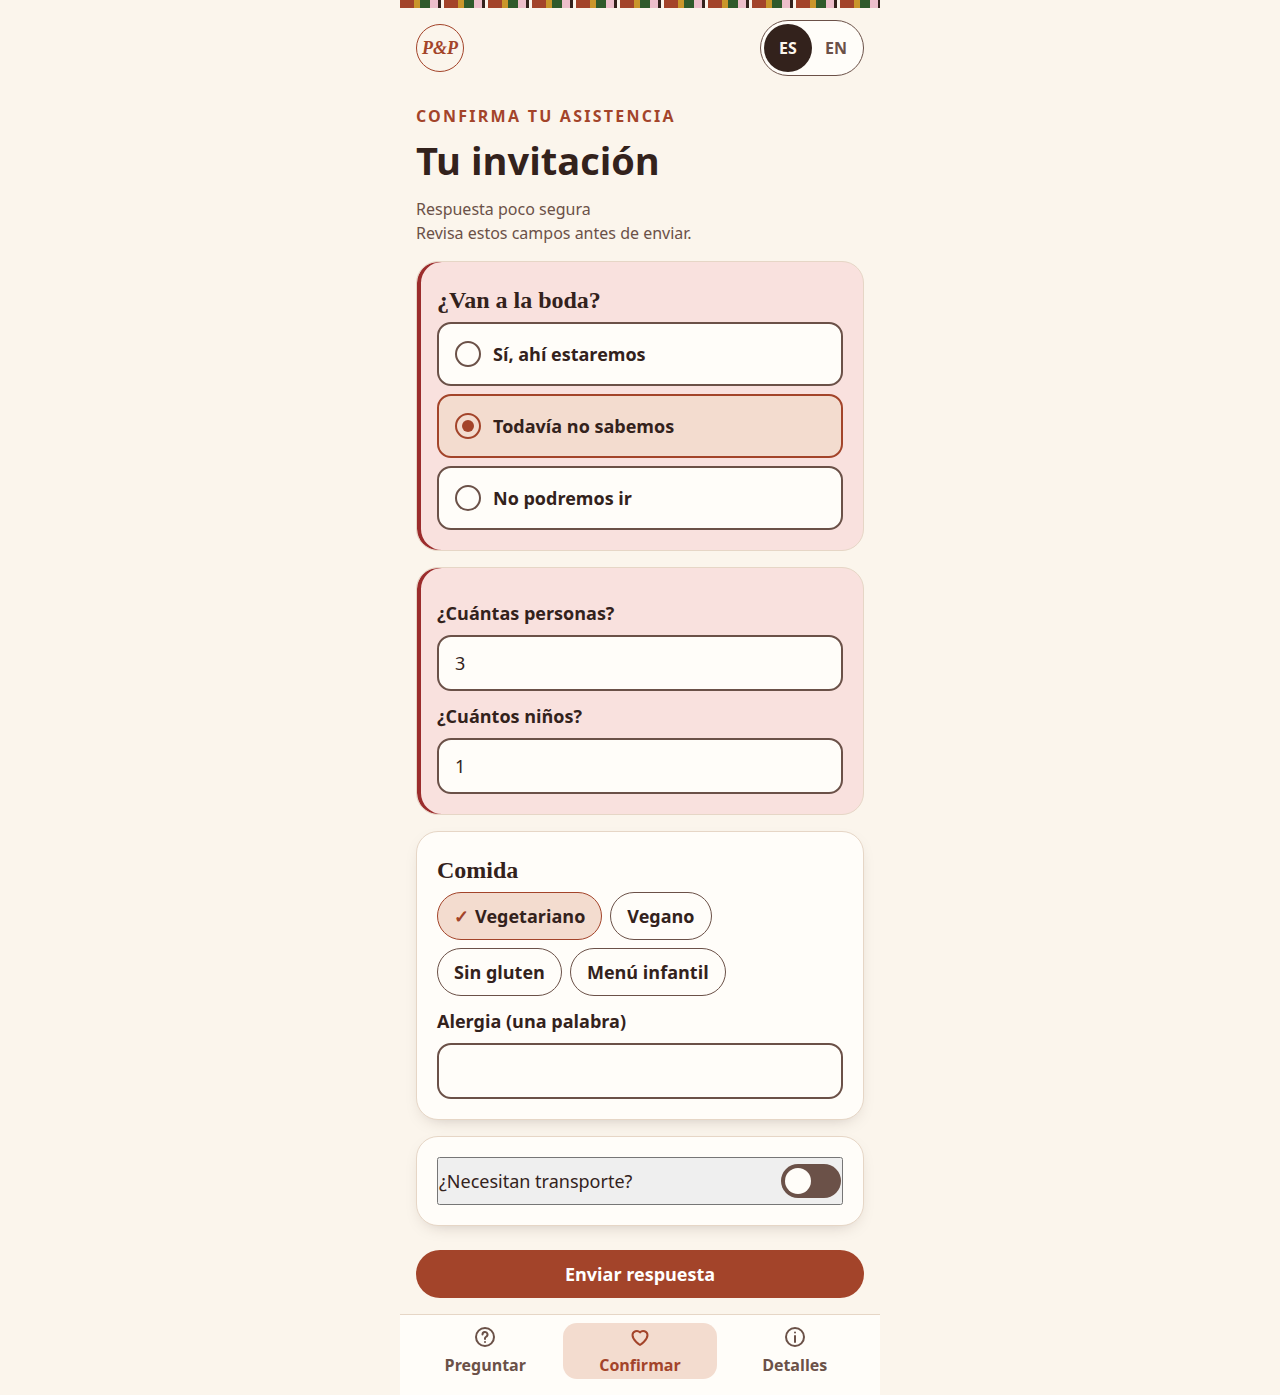 P&P
ES EN
CONFIRMA TU ASISTENCIA
Tu invitación
Respuesta poco segura
Revisa estos campos antes de enviar.
¿Van a la boda?
Sí, ahí estaremos
Todavía no sabemos
No podremos ir
¿Cuántas personas?
3
¿Cuántos niños?
1
Comida
✓ Vegetariano Vegano
Sin gluten Menú infantil
Alergia (una palabra)
¿Necesitan transporte?
Enviar respuesta
Preguntar Confirmar Detalles